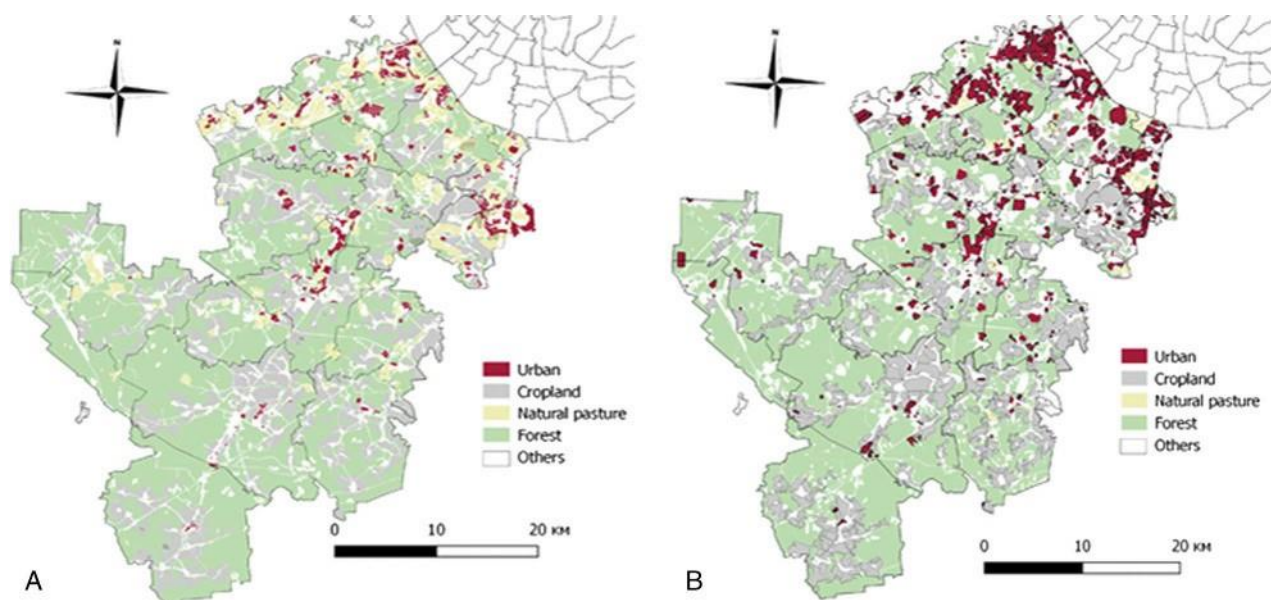 N
Urban
Cropland
Natural pasture
Forest
Others
0 10 20 км
A
N
Urban
Cropland
Natural pasture
Forest
Others
0 10 20 км
B